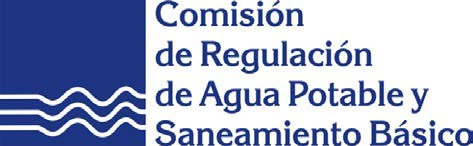 Comisión
de Regulación
de Agua Potable y
Saneamiento Básico